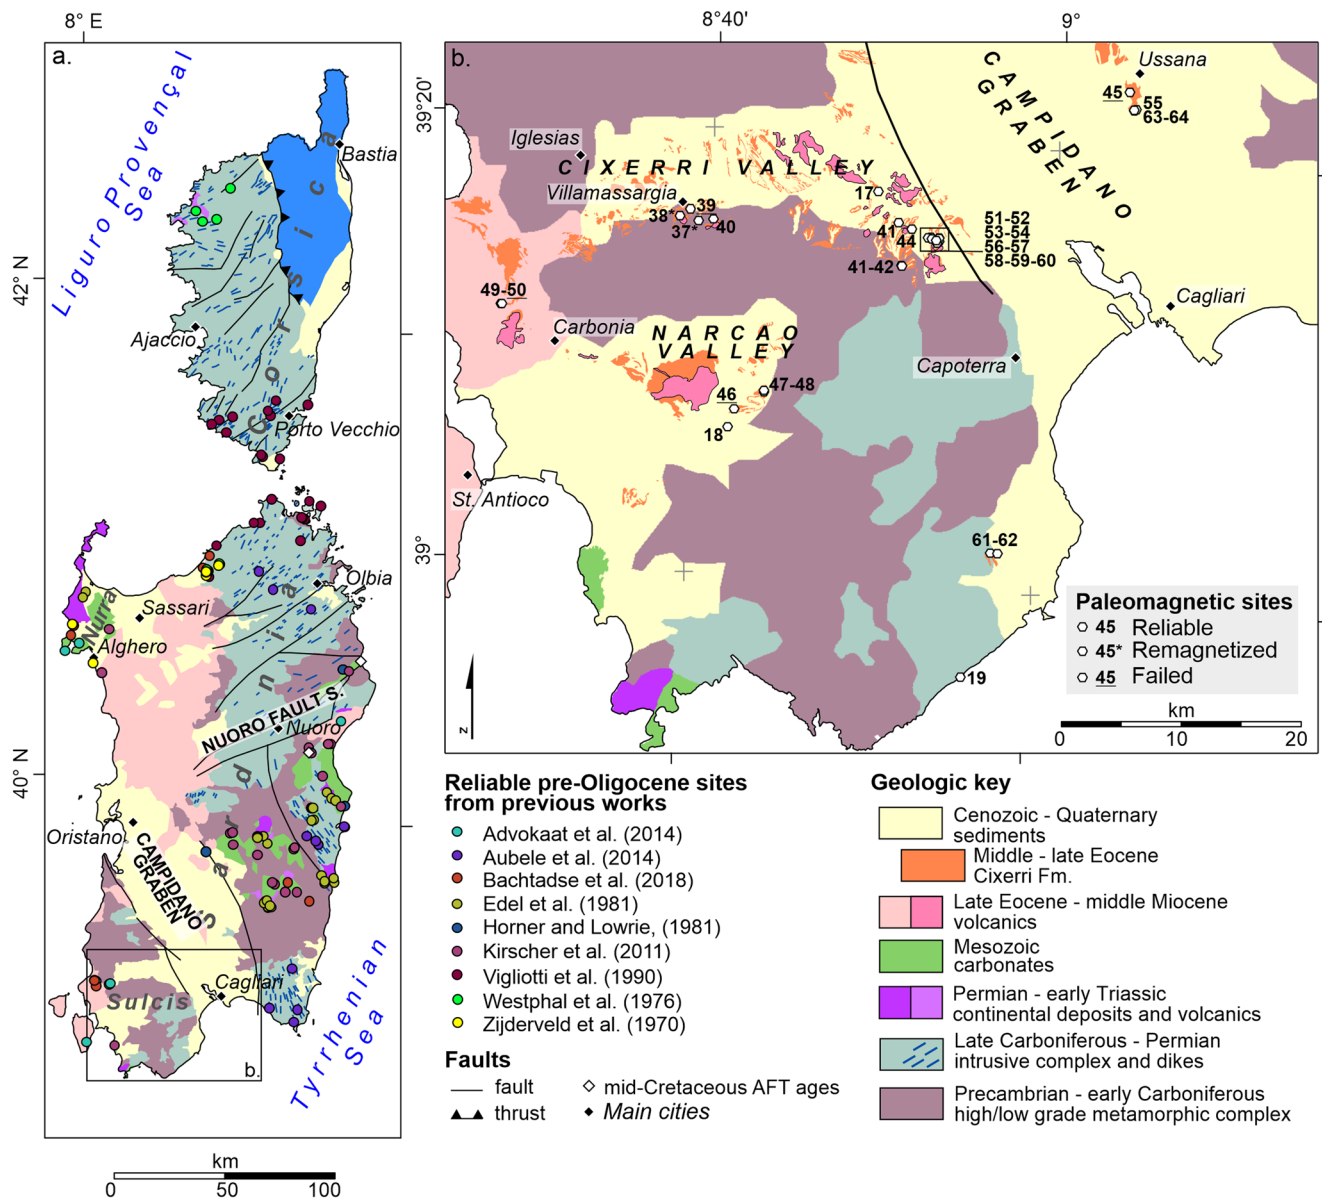 8° E
8°40'
9°
a.
Liguro Provençal
Sea
Bastia
Corsica
42° N
Ajaccio
Porto Vecchio
Olbia
Sassari
Nurra
Alghero
NUORO FAULT S.
Nuoro
Sardinia
40° N
Oristano
CAMPIDANO
GRABEN
Cagliari
Sulcis
b.
Tyrrhenian
Sea
km
0 50 100
b.
39°20'
39°
Ussana
45
55
63-64
CAMPIDANO
GRABEN
Iglesias
CIXERRI VALLEY
Villamassargia
17
39
38*
37*
40
41
44
51-52
53-54
56-57
58-59-60
41-42
49-50
Cagliari
Carbonia
NARCAO
VALLEY
Capoterra
46
47-48
18
St. Antioco
61-62
19
N
Paleomagnetic sites
45 Reliable
45* Remagnetized
45 Failed
km
0 10 20
Reliable pre-Oligocene sites
from previous works
Advokaat et al. (2014)
Aubele et al. (2014)
Bachtadse et al. (2018)
Edel et al. (1981)
Horner and Lowrie, (1981)
Kirscher et al. (2011)
Vigliotti et al. (1990)
Westphal et al. (1976)
Zijderveld et al. (1970)
Faults
fault
thrust
mid-Cretaceous AFT ages
Main cities
Geologic key
Cenozoic - Quaternary
sediments
Middle - late Eocene
Cixerri Fm.
Late Eocene - middle Miocene
volcanics
Mesozoic
carbonates
Permian - early Triassic
continental deposits and volcanics
Late Carboniferous - Permian
intrusive complex and dikes
Precambrian - early Carboniferous
high/low grade metamorphic complex